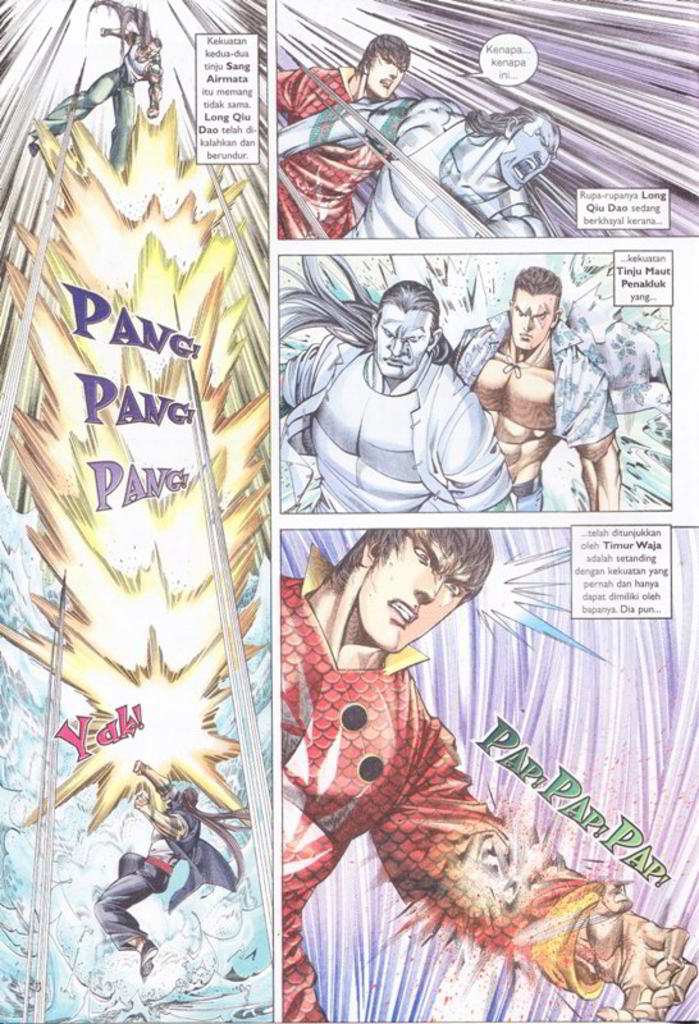 Kekuatan
kedua-dua
tinju Sang
Airmata
itu memang
tidak sama.
Long Qiu
Dao telah di-
kalahkan dan
berundur.
PANG!
PANG!
PANG!
Yah!
Kenapa...
kenapa
ini...
Rupa-rupanya Long
Qiu Dao sedang
berkhayal kerana...
...kekuatan
Tinju Maut
Penakluk
yang...
...telah ditunjukkan
oleh Timur Waja
adalah setanding
dengan kekuatan yang
pernah dan hanya
dapat dimiliki oleh
bapanya. Dia pun...
PAP! PAP! PAP!